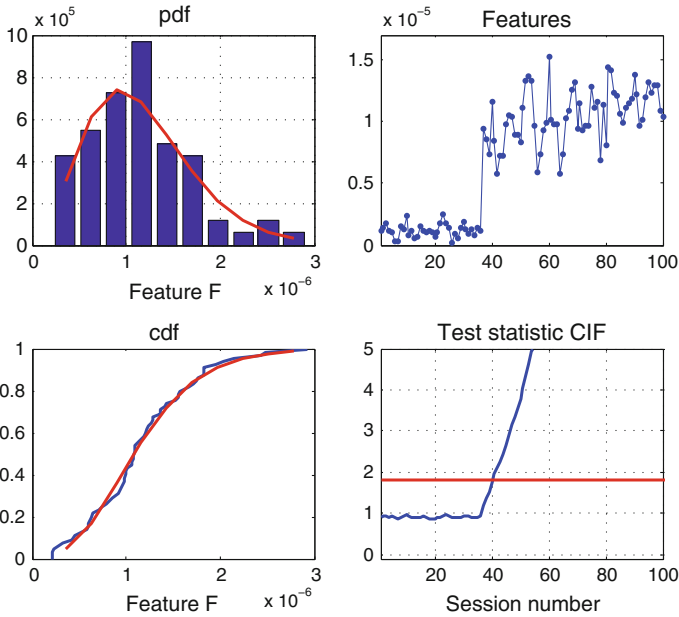 pdf
x 10^5
10
8
6
4
2
0
0 1 2 3
Feature F x 10^−6
Features
x 10^−5
1.5
1
0.5
0
20 40 60 80 100
cdf
1
0.8
0.6
0.4
0.2
0
0 1 2 3
Feature F x 10^−6
Test statistic CIF
5
4
3
2
1
0
20 40 60 80 100
Session number